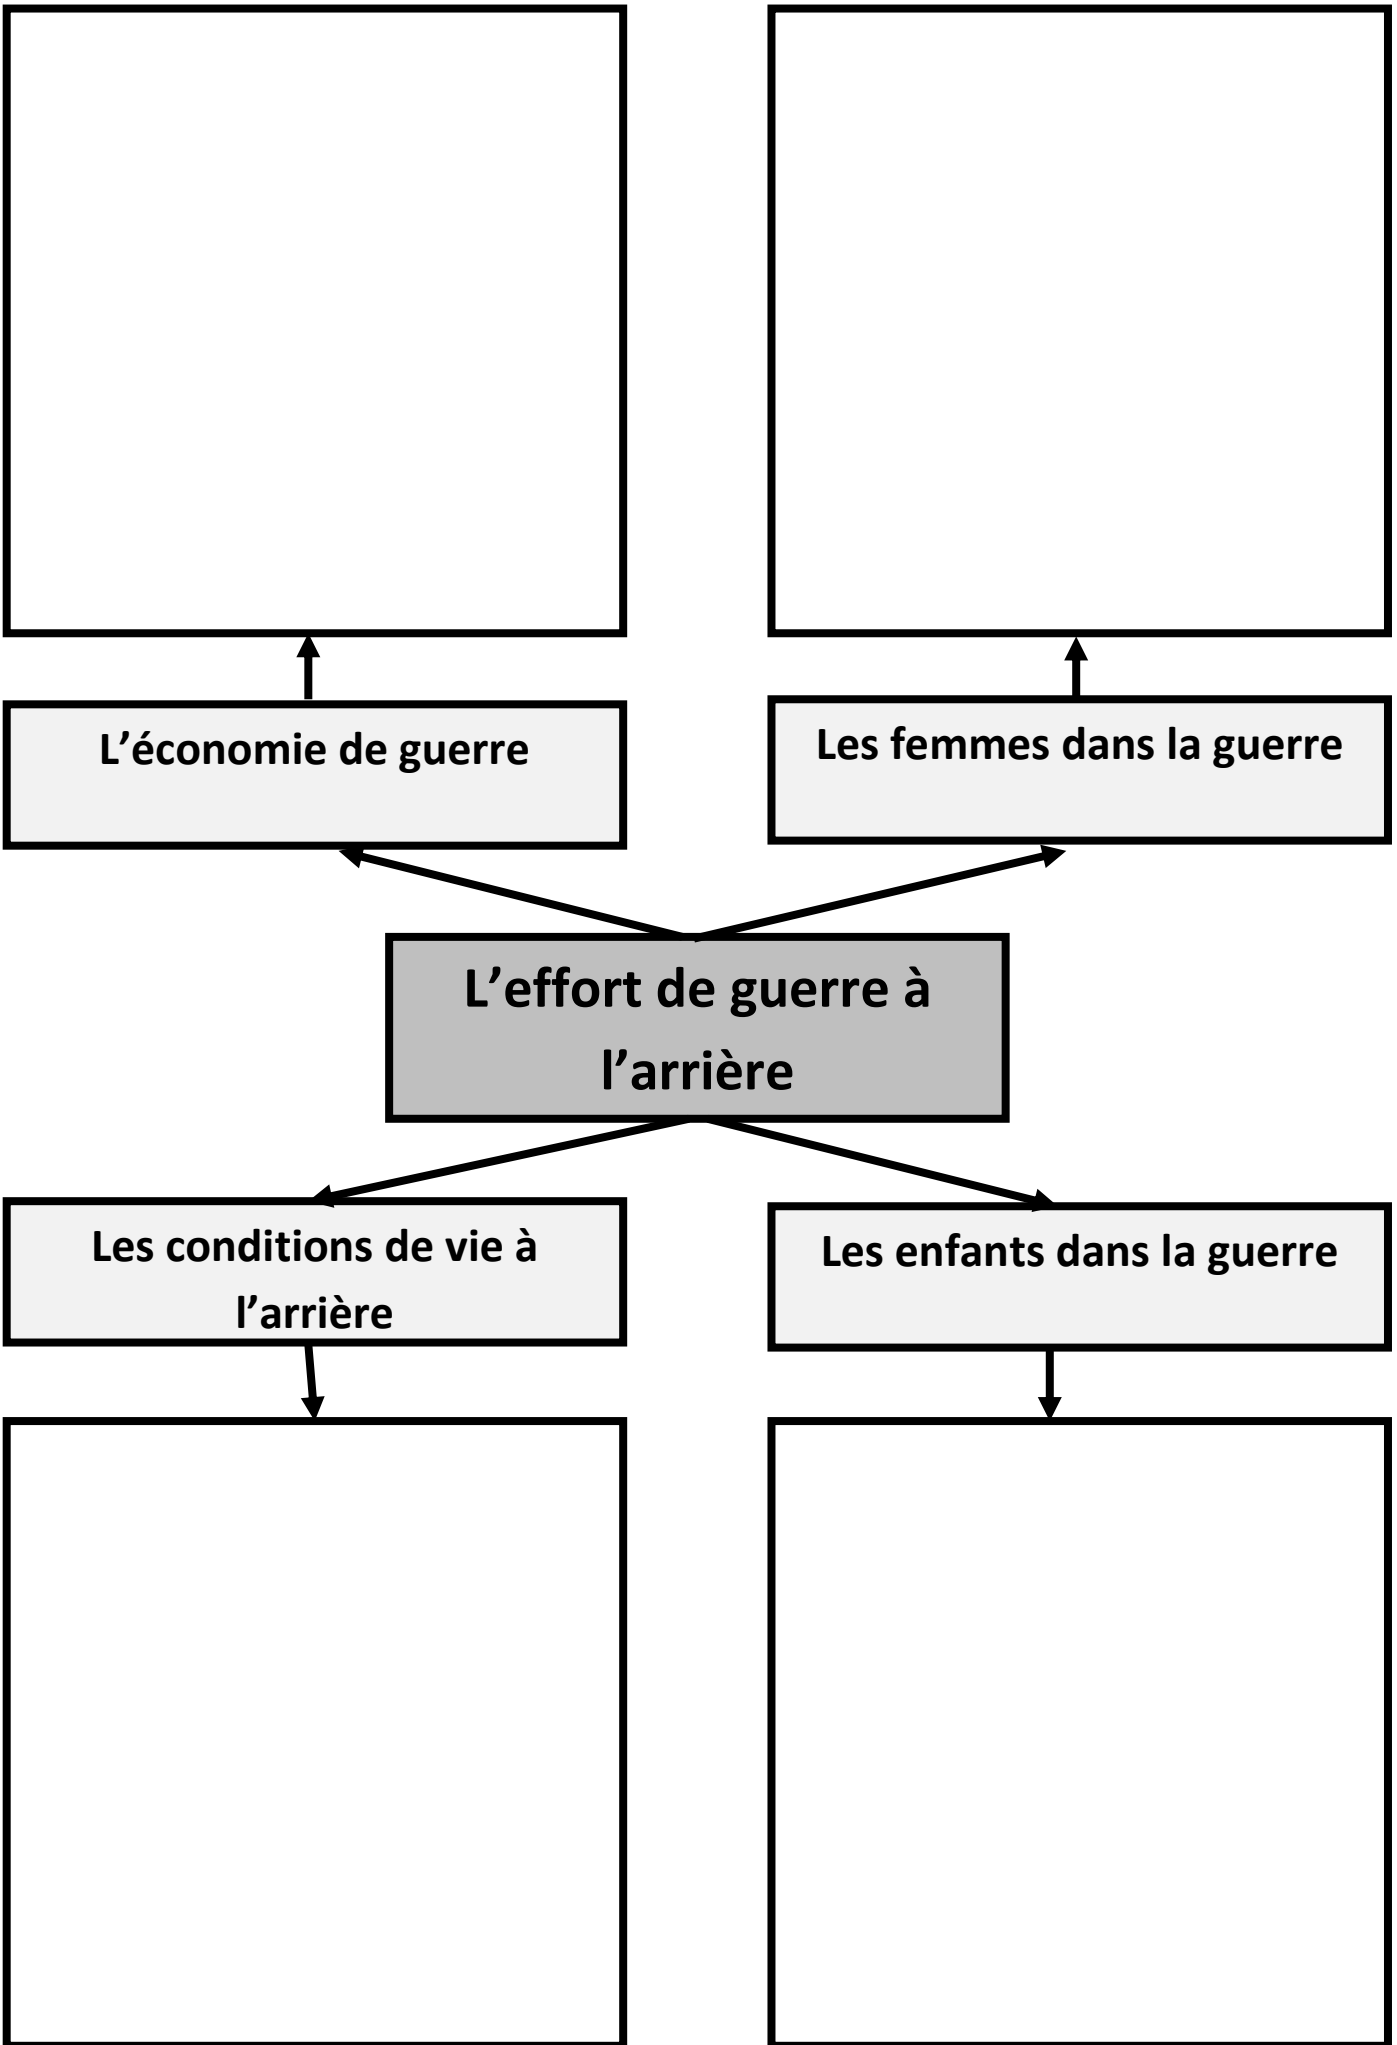 L’économie de guerre
Les femmes dans la guerre
L’effort de guerre à
l’arrière
Les conditions de vie à
l’arrière
Les enfants dans la guerre